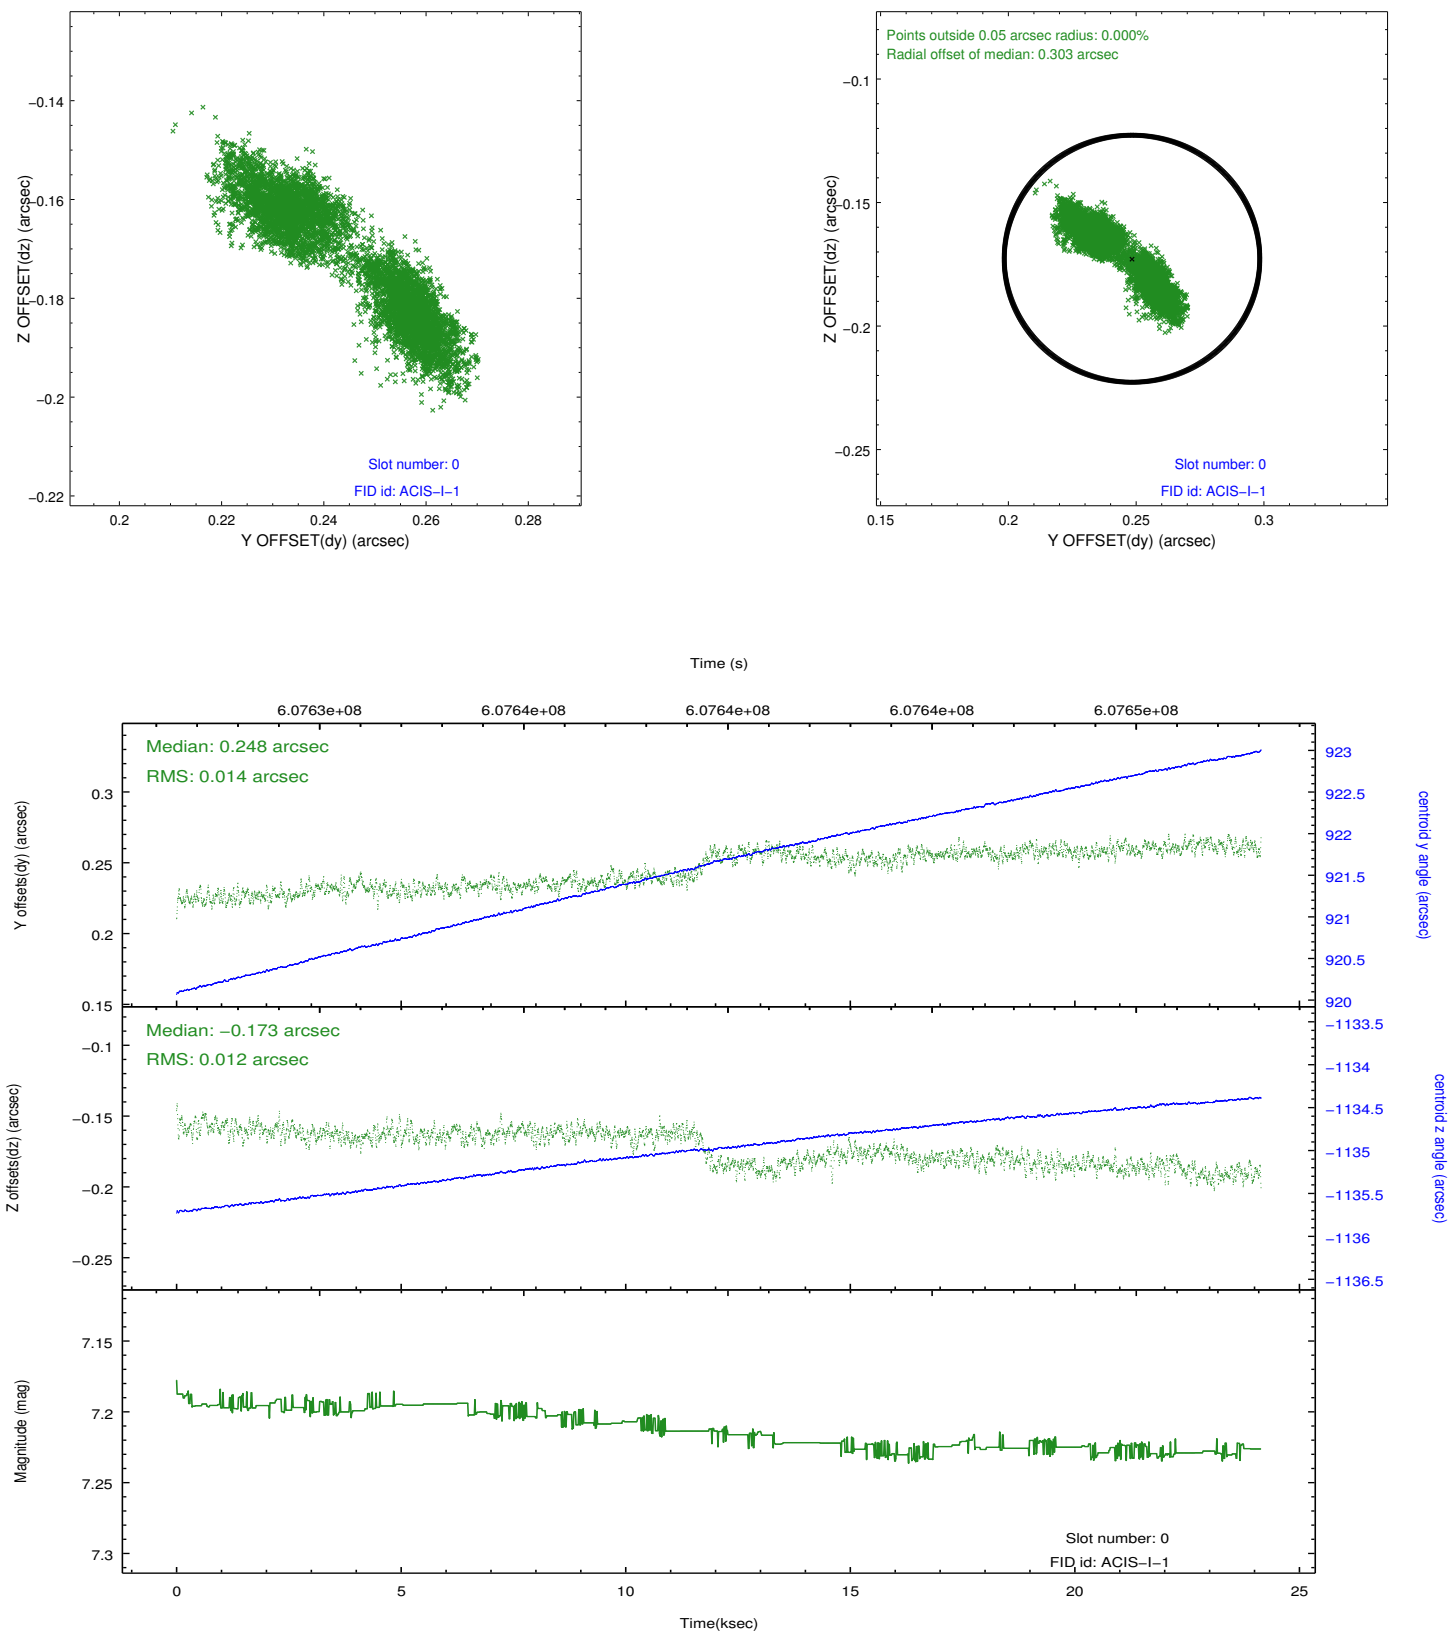 Z OFFSET(dz) (arcsec)
−0.14
−0.16
−0.18
−0.2
−0.22
Slot number: 0
FID id: ACIS−I−1
0.2 0.22 0.24 0.26 0.28
Y OFFSET(dy) (arcsec)
Points outside 0.05 arcsec radius: 0.000%
Radial offset of median: 0.303 arcsec
Z OFFSET(dz) (arcsec)
−0.1
−0.15
−0.2
−0.25
Slot number: 0
FID id: ACIS−I−1
0.15 0.2 0.25 0.3
Y OFFSET(dy) (arcsec)
Time (s)
6.0763e+08 6.0764e+08 6.0764e+08 6.0764e+08 6.0765e+08
Median: 0.248 arcsec
RMS: 0.014 arcsec
Y offsets(dy) (arcsec)
0.3
0.25
0.2
0.15
923
922.5
922
921.5
921
920.5
920
centroid y angle (arcsec)
Median: −0.173 arcsec
RMS: 0.012 arcsec
Z offsets(dz) (arcsec)
−0.1
−0.15
−0.2
−0.25
−1133.5
−1134
−1134.5
−1135
−1135.5
−1136
−1136.5
centroid z angle (arcsec)
Magnitude (mag)
7.15
7.2
7.25
7.3
Slot number: 0
FID id: ACIS−I−1
0 5 10 15 20 25
Time(ksec)